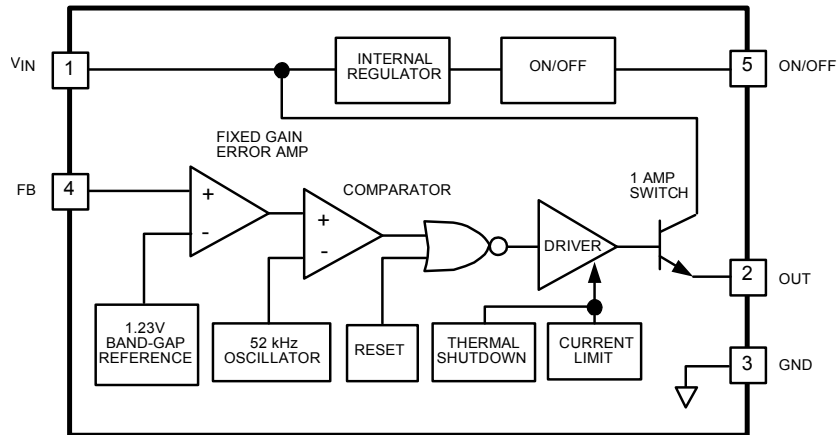 VIN
1
INTERNAL
REGULATOR
ON/OFF
5
ON/OFF
FIXED GAIN
ERROR AMP
FB
4
+
-
COMPARATOR
+
-
1 AMP
SWITCH
DRIVER
2
OUT
1.23V
BAND-GAP
REFERENCE
52 kHz
OSCILLATOR
RESET
THERMAL
SHUTDOWN
CURRENT
LIMIT
3
GND